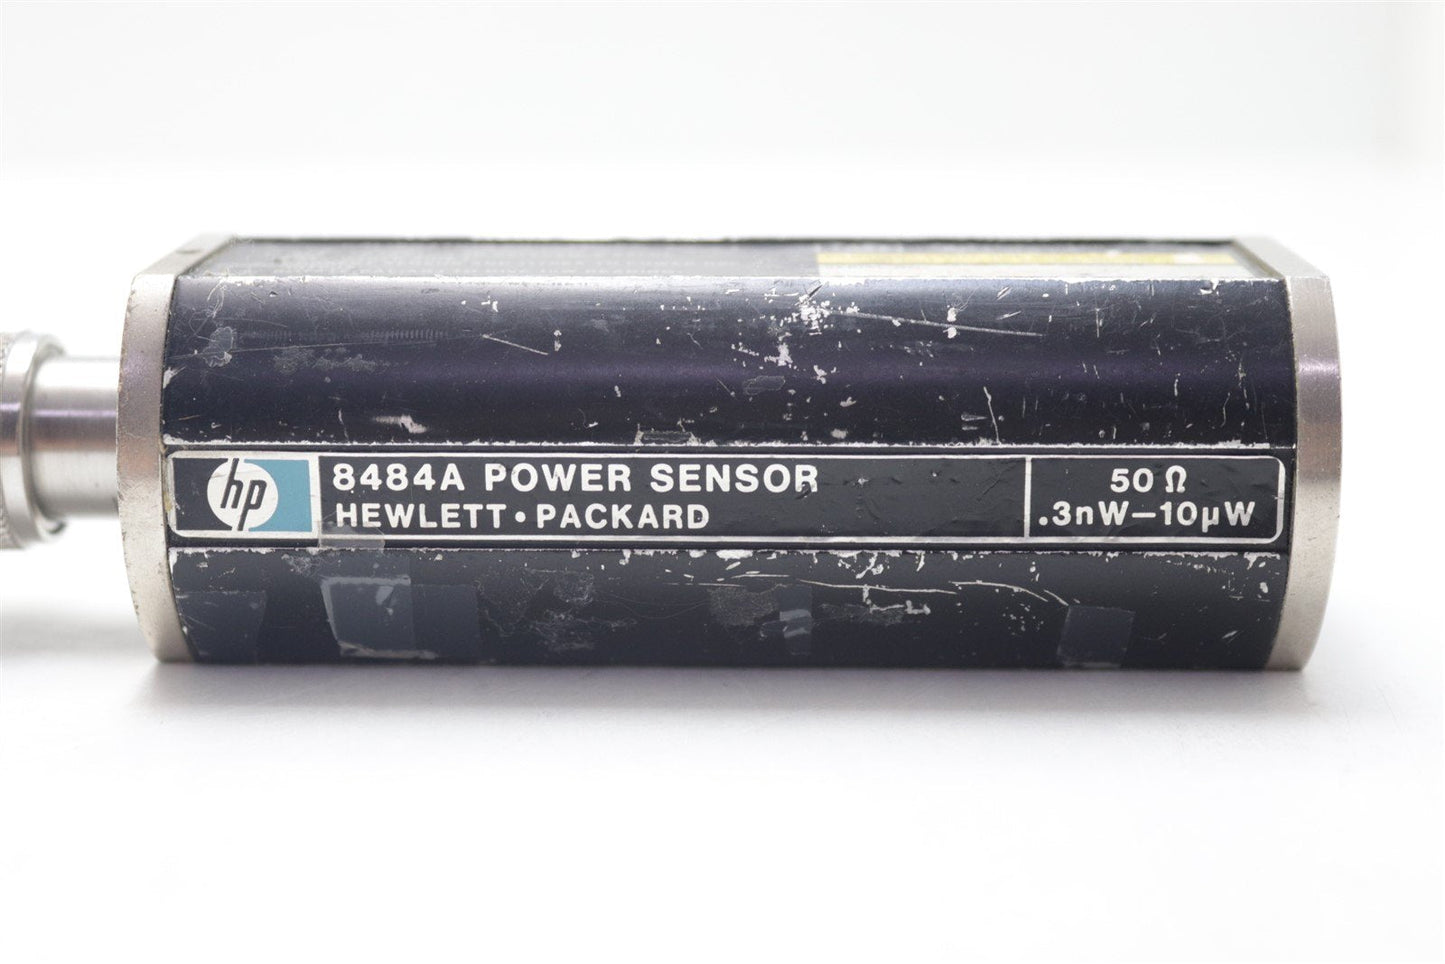 hp
8484A POWER SENSOR
HEWLETT•PACKARD
50 Ω
.3nW–10μW